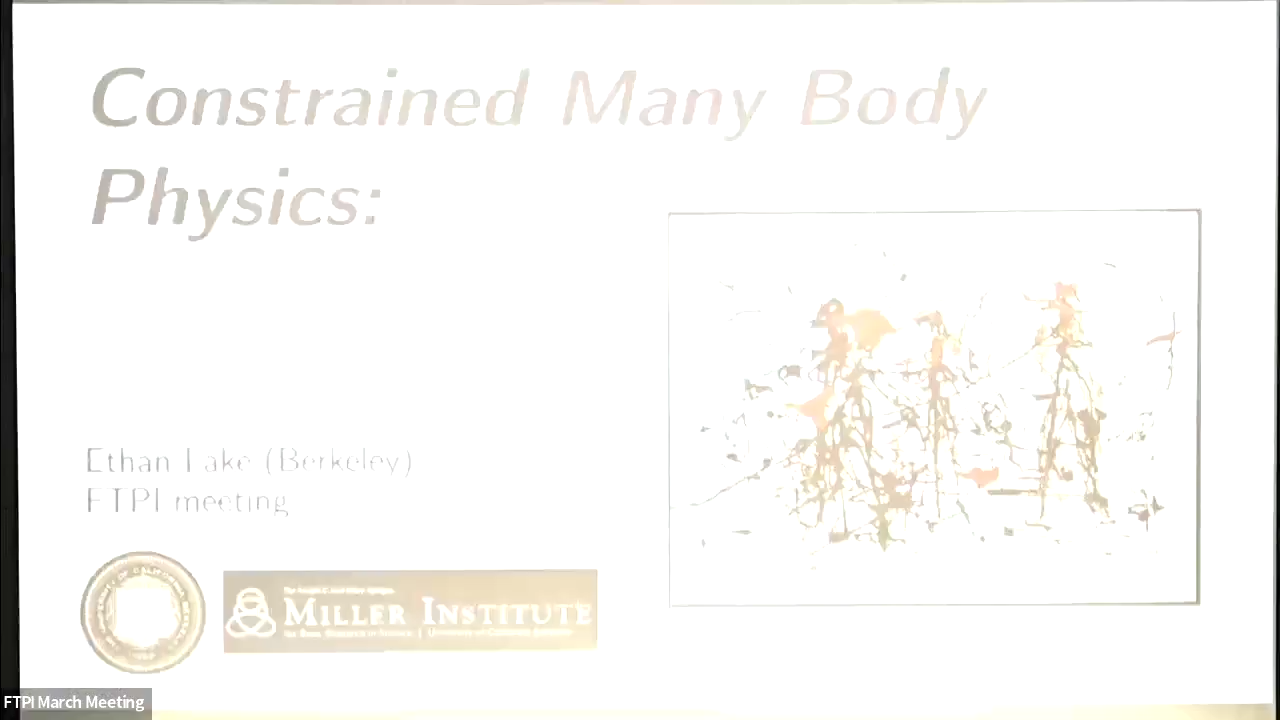 Constrained Many Body
Physics:
Ethan Lake (Berkeley)
FTPI meeting
MILLER INSTITUTE
FTPI March Meeting